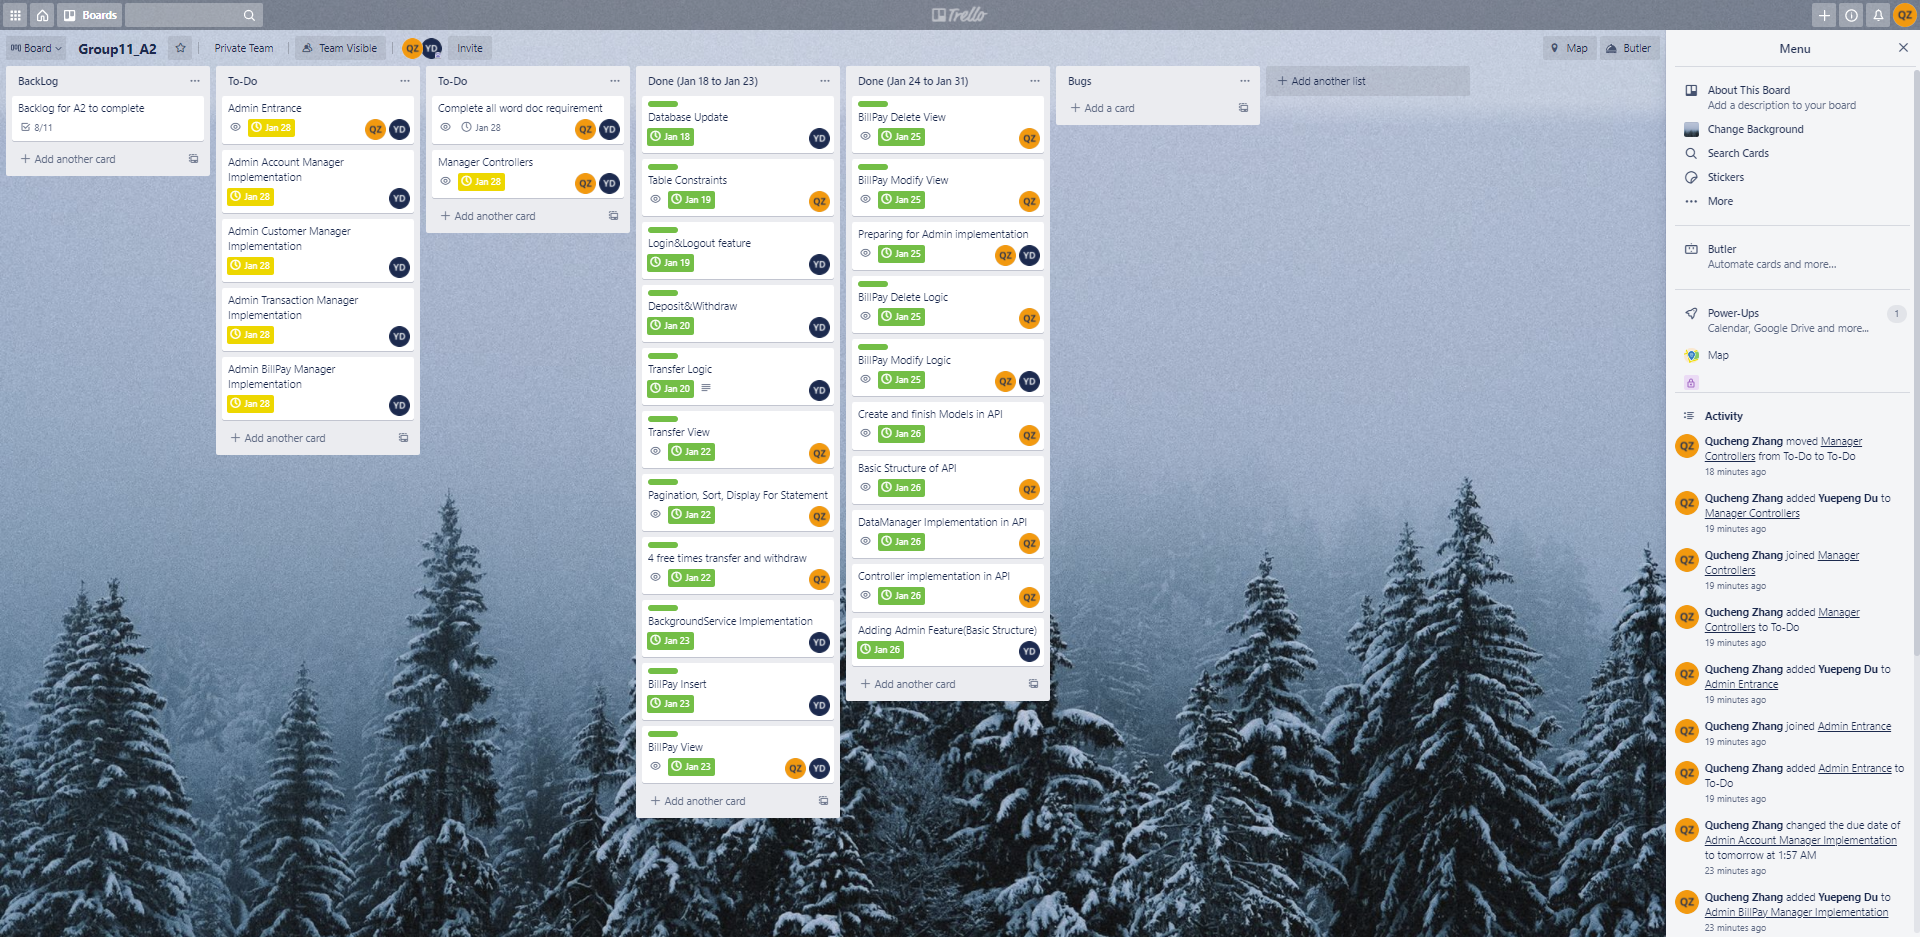 Boards
Trello
Board
Group11_A2
Private Team
Team Visible
QZ
YD
Invite
Map
Butler
BackLog
Backlog for A2 to complete
8/11
Add another card
To-Do
Admin Entrance
Jan 28
QZ
YD
Admin Account Manager
Implementation
Jan 28
YD
Admin Customer Manager
Implementation
Jan 28
YD
Admin Transaction Manager
Implementation
Jan 28
YD
Admin BillPay Manager
Implementation
Jan 28
YD
Add another card
To-Do
Complete all word doc requirement
Jan 28
QZ
YD
Manager Controllers
Jan 28
QZ
YD
Add another card
Done (Jan 18 to Jan 23)
Database Update
Jan 18
YD
Table Constraints
Jan 19
QZ
Login&Logout feature
Jan 19
YD
Deposit&Withdraw
Jan 20
YD
Transfer Logic
Jan 20
YD
Transfer View
Jan 22
QZ
Pagination, Sort, Display For Statement
Jan 22
QZ
4 free times transfer and withdraw
Jan 22
QZ
BackgroundService Implementation
Jan 23
YD
BillPay Insert
Jan 23
YD
BillPay View
Jan 23
QZ
YD
Add another card
Done (Jan 24 to Jan 31)
BillPay Delete View
Jan 25
QZ
BillPay Modify View
Jan 25
QZ
Preparing for Admin implementation
Jan 25
QZ
YD
BillPay Delete Logic
Jan 25
QZ
BillPay Modify Logic
Jan 25
QZ
YD
Create and finish Models in API
Jan 26
QZ
Basic Structure of API
Jan 26
QZ
DataManager Implementation in API
Jan 26
QZ
Controller implementation in API
Jan 26
QZ
Adding Admin Feature(Basic Structure)
Jan 26
YD
Add another card
Bugs
Add a card
Add another list
QZ
Menu
About This Board
Add a description to your board
Change Background
Search Cards
Stickers
More
Butler
Automate cards and more...
Power-Ups
1
Calendar, Google Drive and more...
Map
Activity
QZ
Qucheng Zhang moved Manager
Controllers from To-Do to To-Do
18 minutes ago
QZ
Qucheng Zhang added Yuepeng Du to
Manager Controllers
19 minutes ago
QZ
Qucheng Zhang joined Manager
Controllers
19 minutes ago
QZ
Qucheng Zhang added Manager
Controllers to To-Do
19 minutes ago
QZ
Qucheng Zhang added Yuepeng Du to
Admin Entrance
19 minutes ago
QZ
Qucheng Zhang joined Admin Entrance
19 minutes ago
QZ
Qucheng Zhang added Admin Entrance to
To-Do
19 minutes ago
QZ
Qucheng Zhang changed the due date of
Admin Account Manager Implementation
to tomorrow at 1:57 AM
23 minutes ago
QZ
Qucheng Zhang added Yuepeng Du to
Admin BillPay Manager Implementation
23 minutes ago